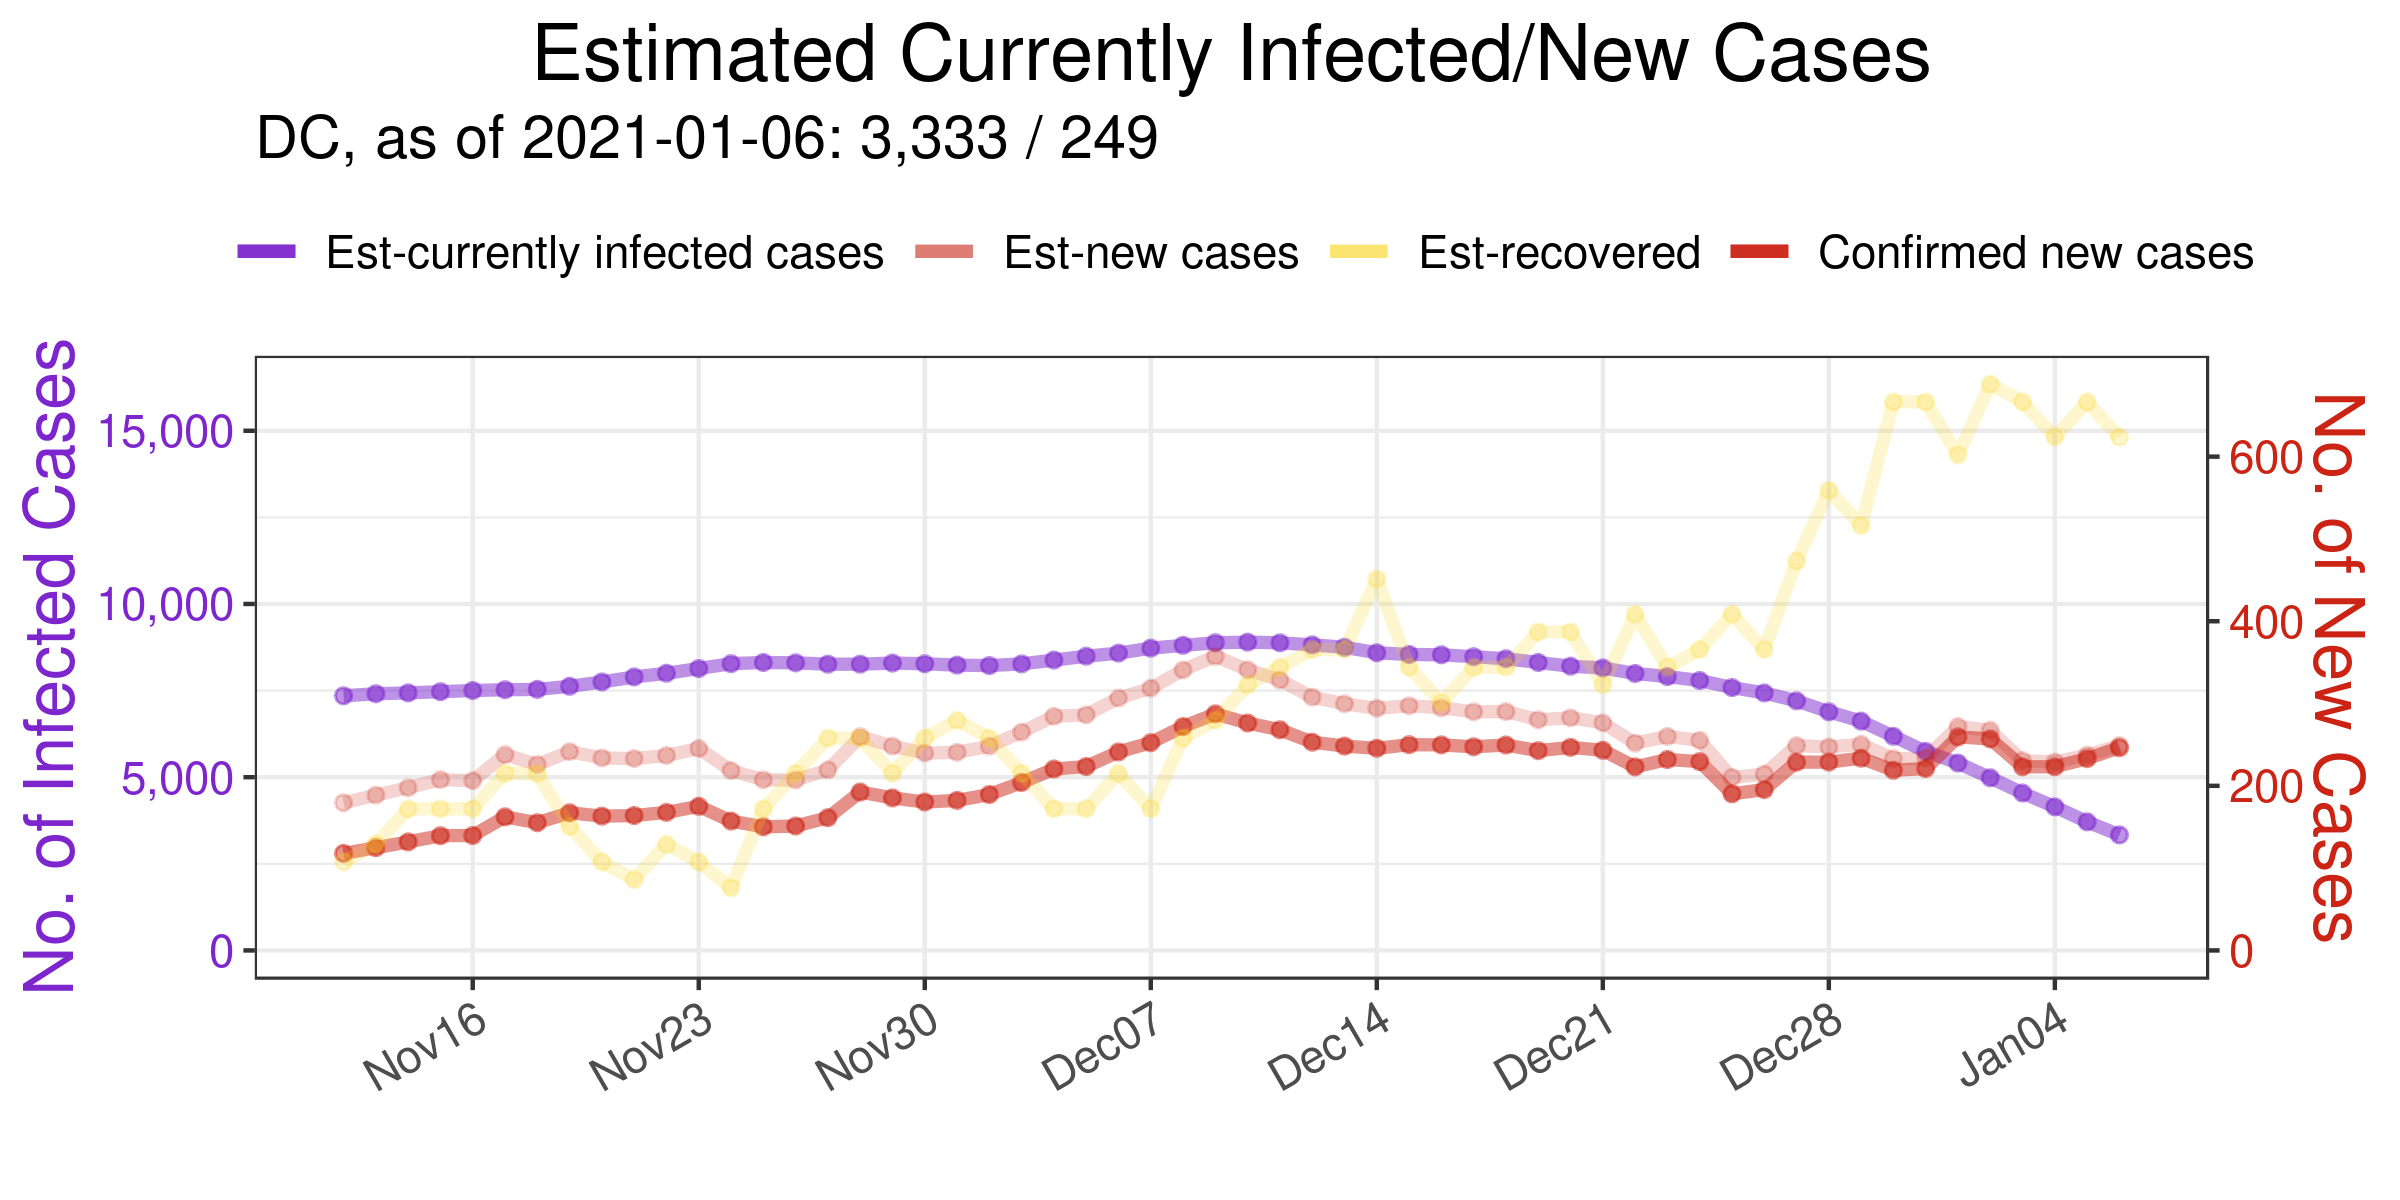 Estimated Currently Infected/New Cases
DC, as of 2021-01-06: 3,333 / 249
Est-currently infected cases Est-new cases Est-recovered Confirmed new cases
No. of Infected Cases
15,000
10,000
5,000
0
600
400
200
0
No. of New Cases
Nov16 Nov23 Nov30 Dec07 Dec14 Dec21 Dec28 Jan04